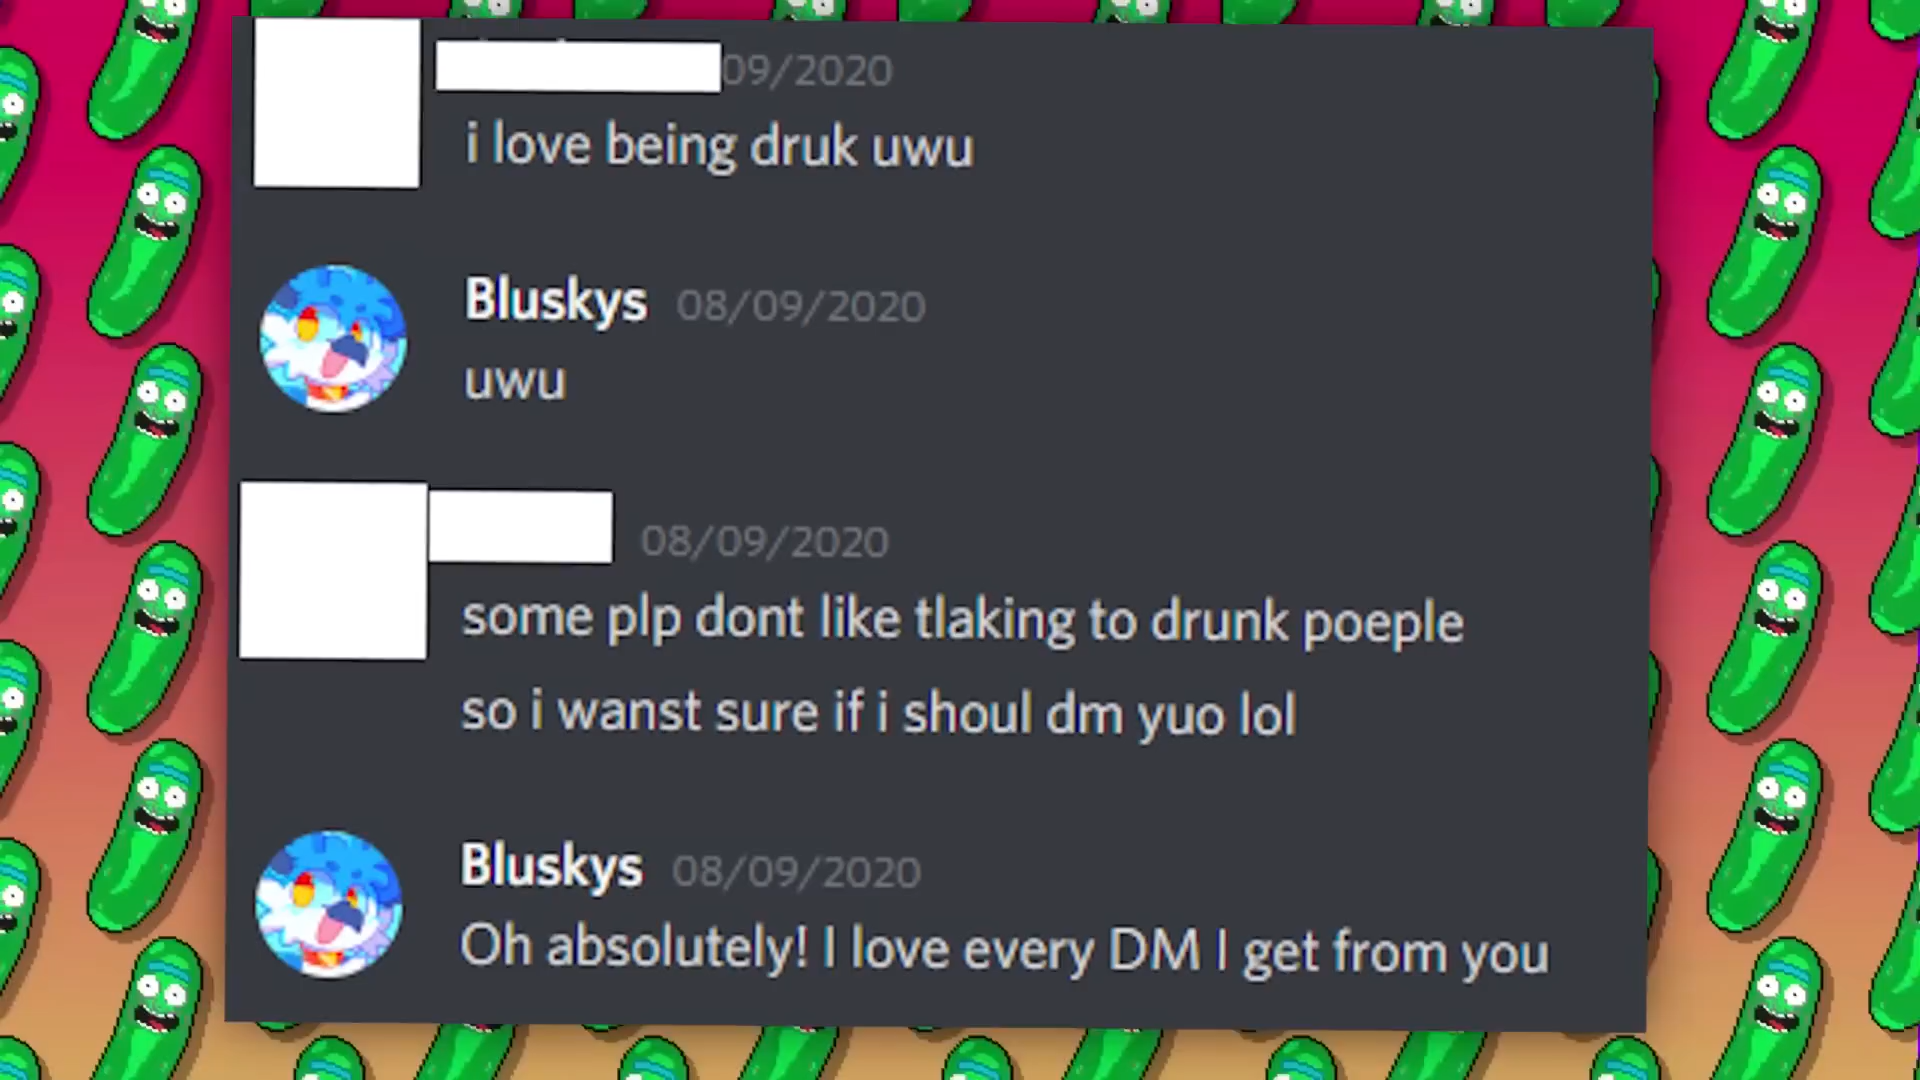 09/2020
i love being druk uwu
Bluskys 08/09/2020
uwu
08/09/2020
some plp dont like tlaking to drunk poeple
so i wanst sure if i shoul dm yuo lol
Bluskys 08/09/2020
Oh absolutely! I love every DM I get from you